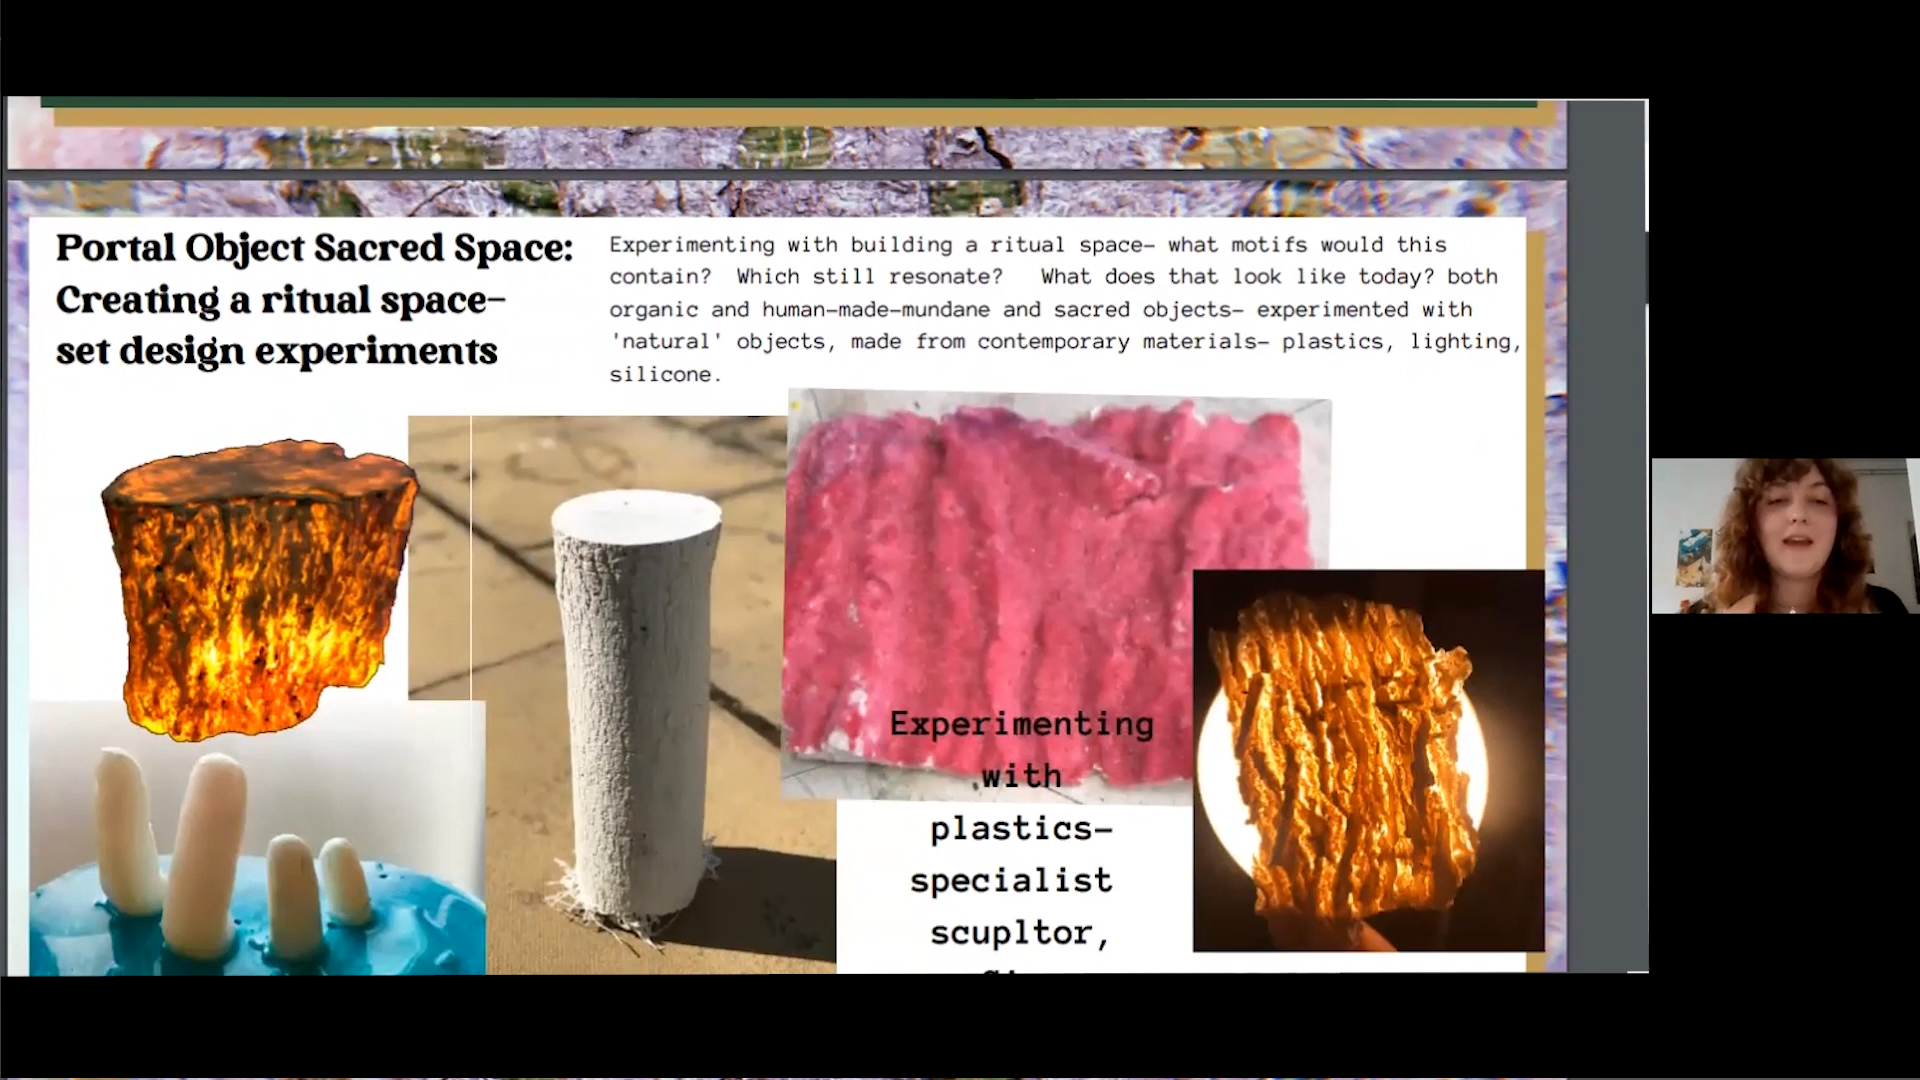 Portal Object Sacred Space:
Creating a ritual space–
set design experiments
Experimenting with building a ritual space– what motifs would this
contain?  Which still resonate?   What does that look like today? both
organic and human-made-mundane and sacred objects– experimented with
'natural' objects, made from contemporary materials– plastics, lighting,
silicone.
Experimenting
with
plastics–
specialist
scupltor,